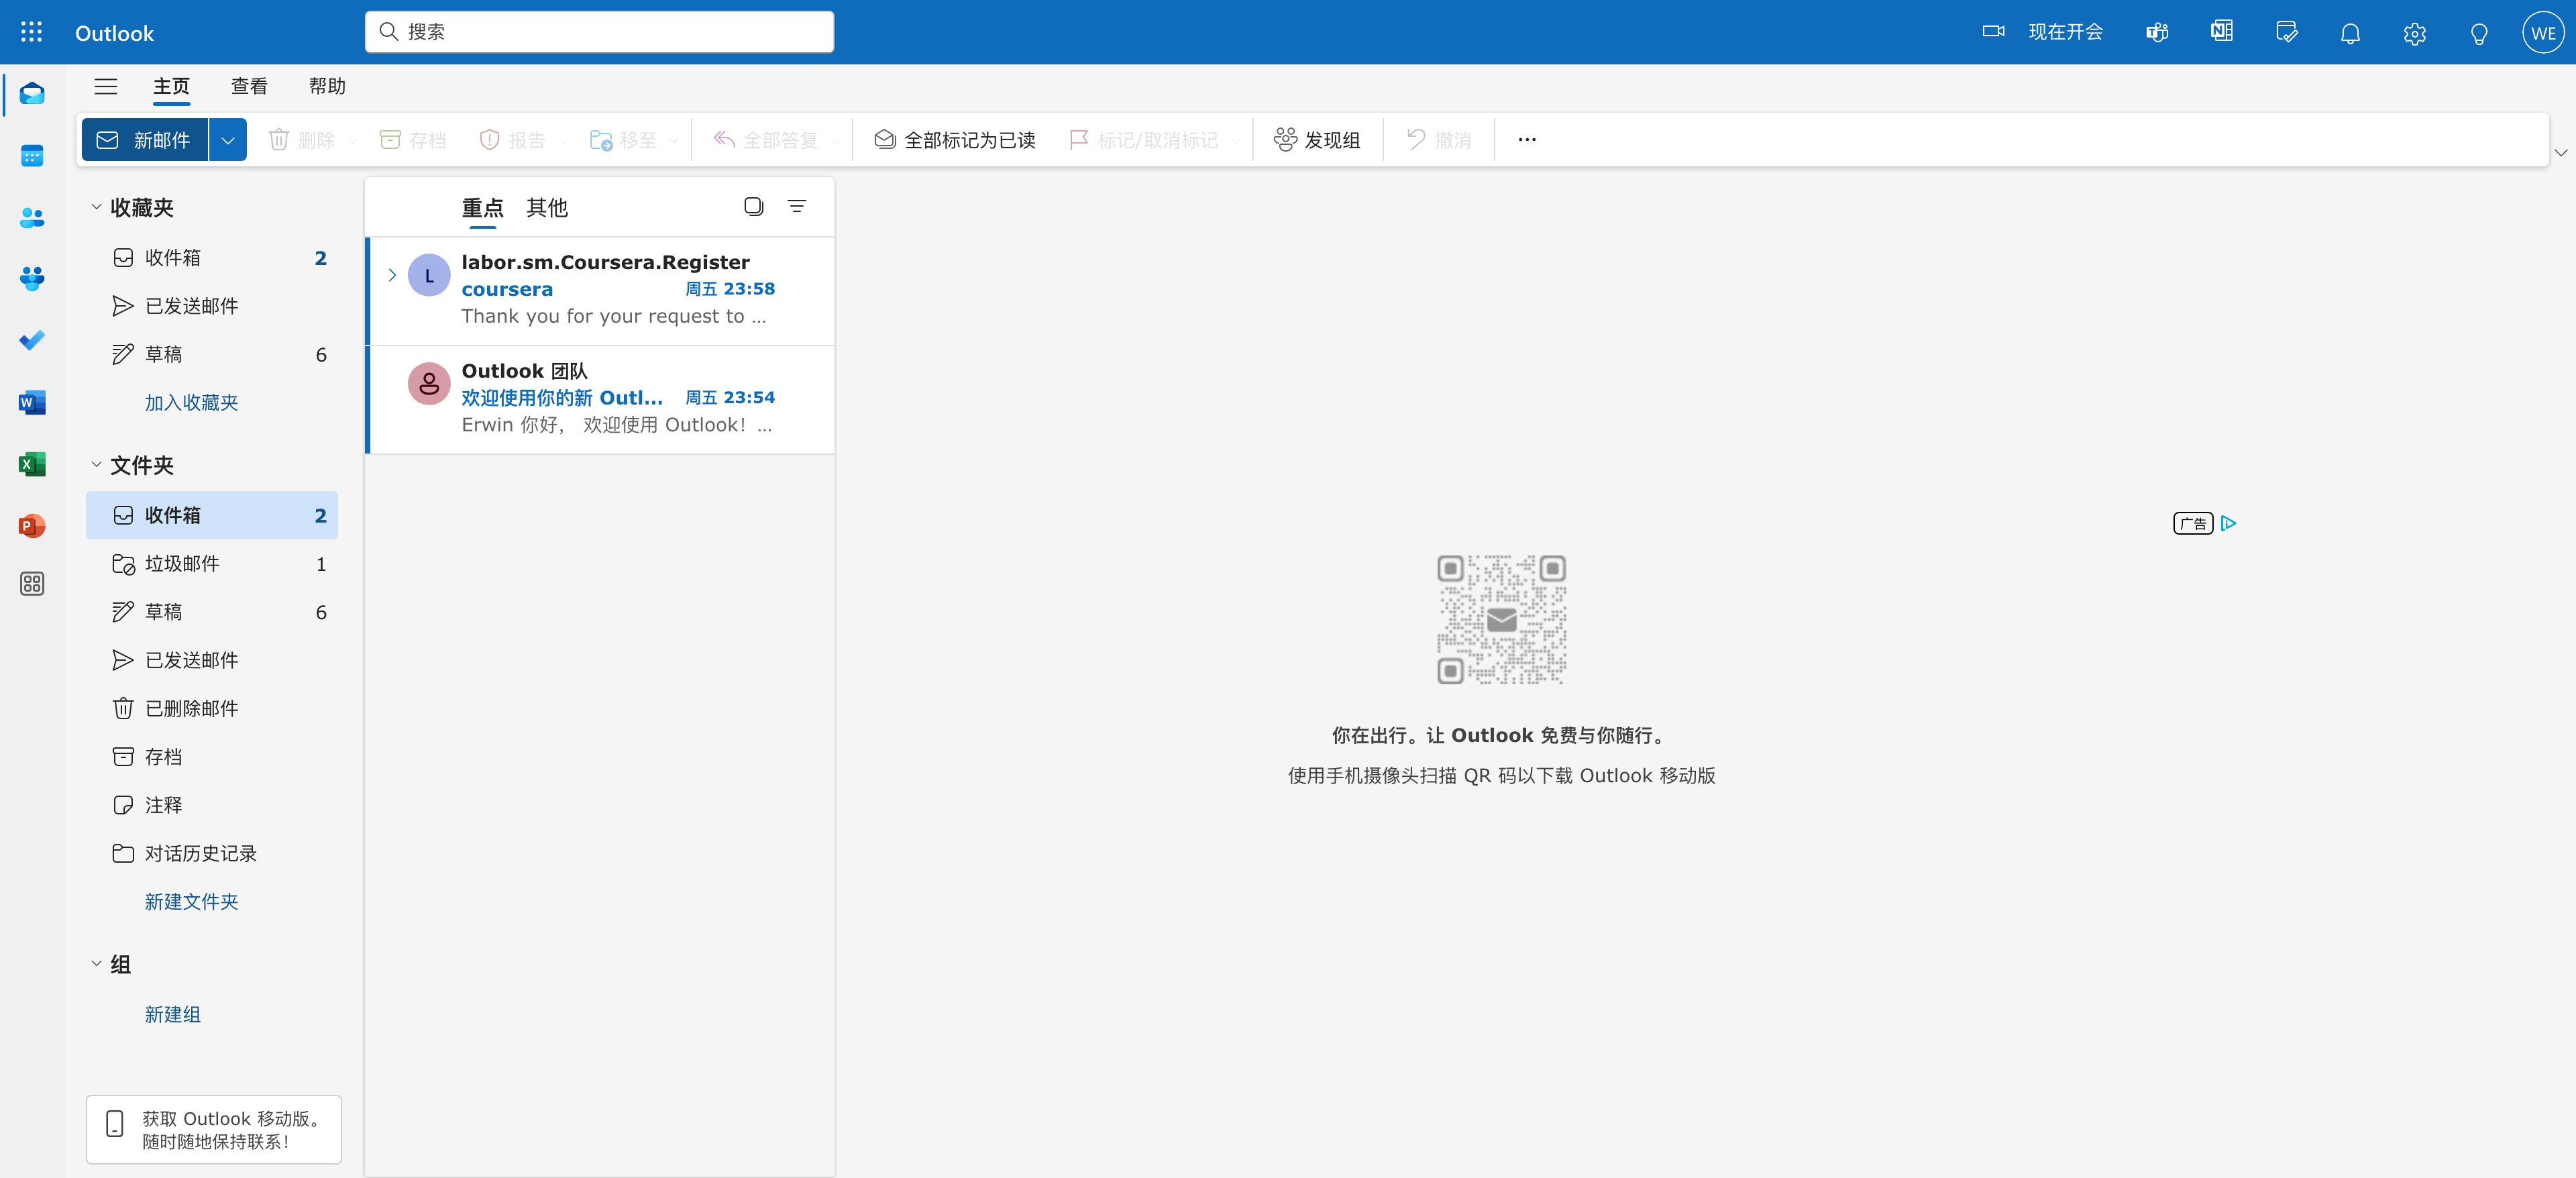 Outlook
搜索
现在开会
WE
主页
查看
帮助
新邮件
删除
存档
报告
移至
全部答复
全部标记为已读
标记/取消标记
发现组
撤消
收藏夹
收件箱 2
已发送邮件
草稿 6
加入收藏夹
文件夹
收件箱 2
垃圾邮件 1
草稿 6
已发送邮件
已删除邮件
存档
注释
对话历史记录
新建文件夹
组
新建组
获取 Outlook 移动版。
随时随地保持联系！
重点 其他
L
labor.sm.Coursera.Register
coursera 周五 23:58
Thank you for your request to ...
Outlook 团队
欢迎使用你的新 Outl... 周五 23:54
Erwin 你好， 欢迎使用 Outlook！...
广告
你在出行。让 Outlook 免费与你随行。
使用手机摄像头扫描 QR 码以下载 Outlook 移动版